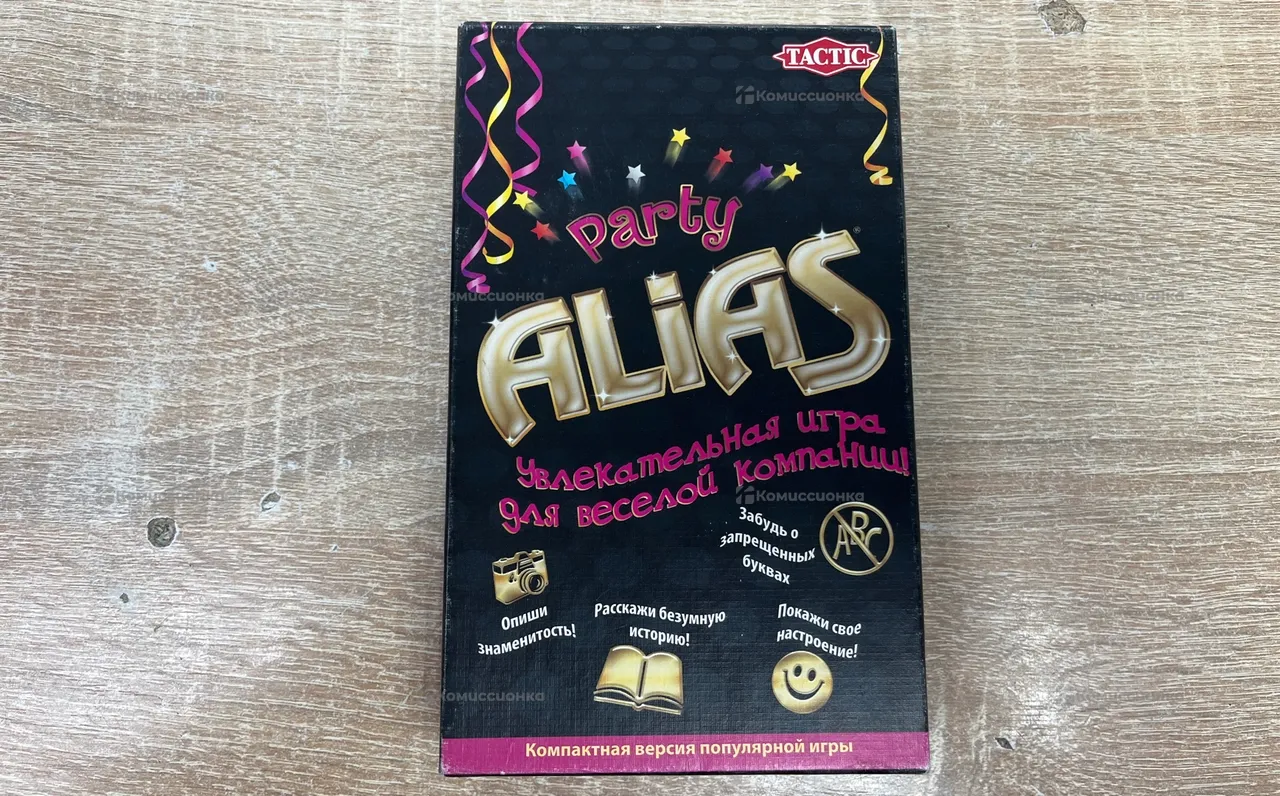 TACTIC
Комиссионка
party
ALiAS
®
Комиссионка
Увлекательная игра
для веселой компании!
Комиссионка
Забудь о
запрещенных
буквах
ABC
Опиши
знаменитость!
Расскажи безумную
историю!
Покажи свое
настроение!
Комиссионка
Компактная версия популярной игры